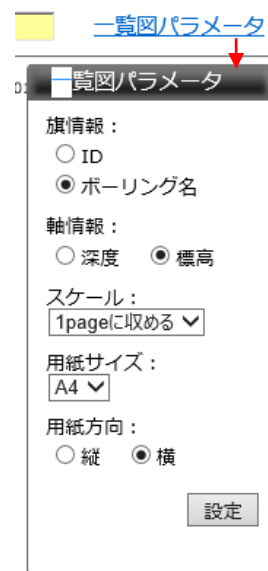 一覧図パラメータ
一覧図パラメータ
旗情報：
ID
ボーリング名
軸情報：
深度 標高
スケール：
1pageに収める
用紙サイズ：
A4
用紙方向：
縦 横
設定